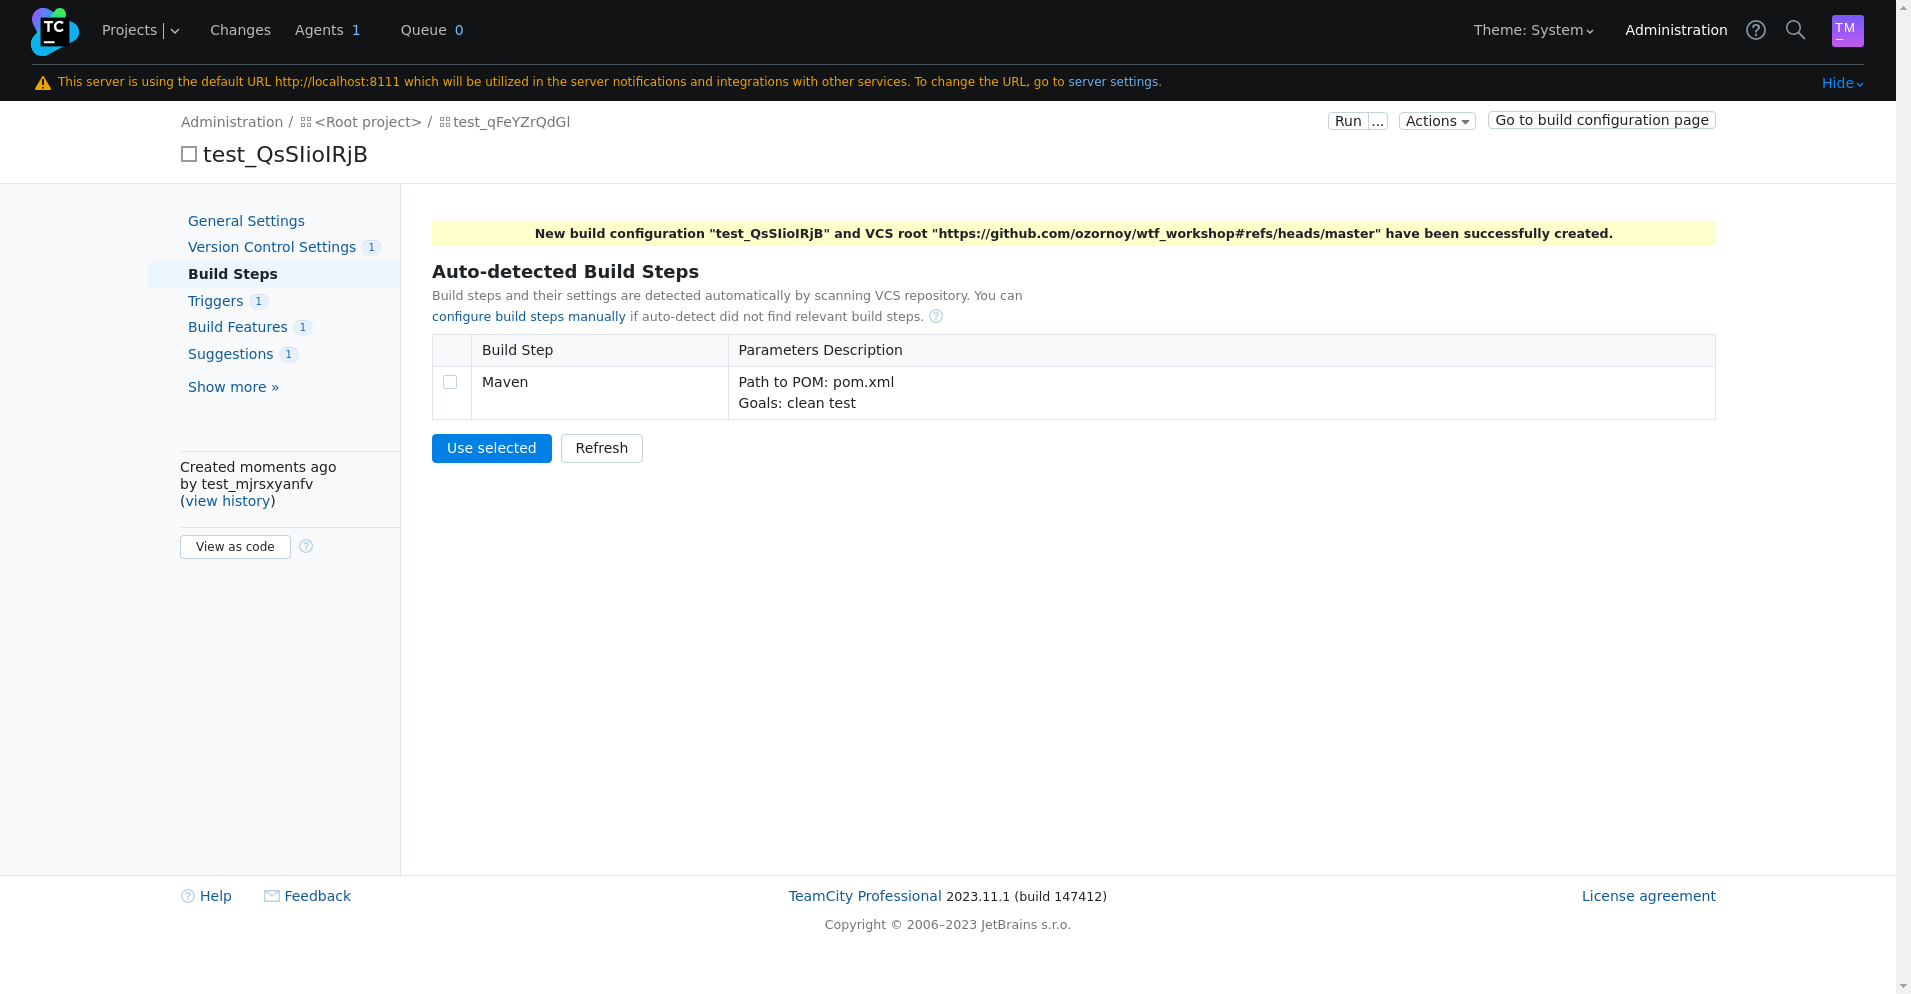 TC
Projects
Changes
Agents 1
Queue 0
Theme: System
Administration
TM
This server is using the default URL http://localhost:8111 which will be utilized in the server notifications and integrations with other services. To change the URL, go to server settings.
Hide
Administration / <Root project> / test_qFeYZrQdGl
Run ...
Actions
Go to build configuration page
test_QsSIioIRjB
General Settings
Version Control Settings 1
Build Steps
Triggers 1
Build Features 1
Suggestions 1
Show more »
Created moments ago
by test_mjrsxyanfv
(view history)
View as code
New build configuration "test_QsSIioIRjB" and VCS root "https://github.com/ozornoy/wtf_workshop#refs/heads/master" have been successfully created.
Auto-detected Build Steps
Build steps and their settings are detected automatically by scanning VCS repository. You can
configure build steps manually if auto-detect did not find relevant build steps.
Build Step
Parameters Description
Maven
Path to POM: pom.xml
Goals: clean test
Use selected
Refresh
Help
Feedback
TeamCity Professional 2023.11.1 (build 147412)
License agreement
Copyright © 2006–2023 JetBrains s.r.o.